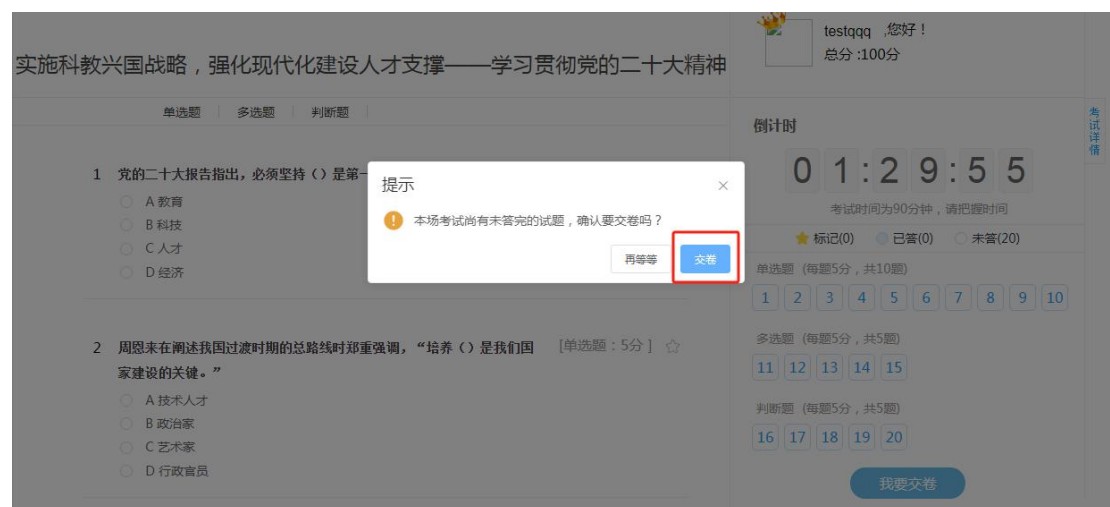 testqqq ,您好！
总分 :100分
实施科教兴国战略，强化现代化建设人才支撑——学习贯彻党的二十大精神
单选题 多选题 判断题
考试详情
倒计时
01:29:55
考试时间为90分钟，请把握时间
标记(0) 已答(0) 未答(20)
1 党的二十大报告指出，必须坚持（）是第一
A 教育
B 科技
C 人才
D 经济
提示
本场考试尚有未答完的试题，确认要交卷吗？
再等等 交卷
单选题 (每题5分，共10题)
1 2 3 4 5 6 7 8 9 10
2 周恩来在阐述我国过渡时期的总路线时郑重强调，“培养（）是我们国
家建设的关键。”
[单选题：5分]
A 技术人才
B 政治家
C 艺术家
D 行政官员
多选题 (每题5分，共5题)
11 12 13 14 15
判断题 (每题5分，共5题)
16 17 18 19 20
我要交卷